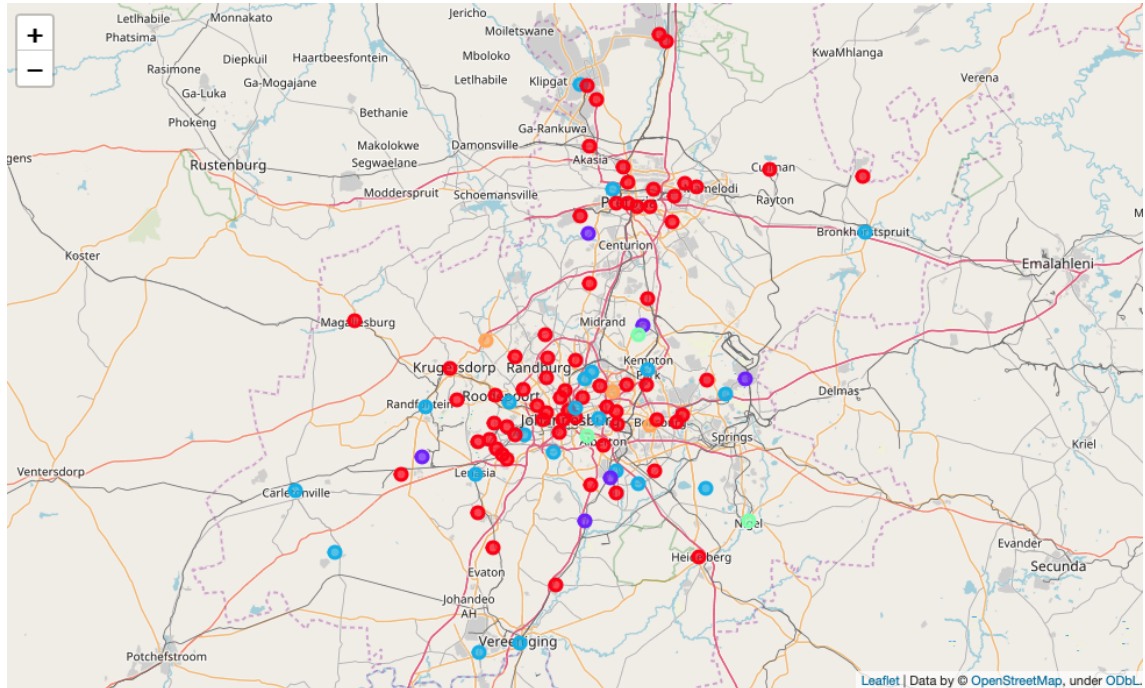 +
−
Letlhabile
Monnakato
Jericho
Moiletswane
Phatsima
Diepkuil
Haartbeesfontein
Mboloko
KwaMhlanga
Rasimone
Letlhabile
Klipgat
Verena
Ga-Luka
Ga-Mogajane
Bethanie
Phokeng
Ga-Rankuwa
Makolokwe
Damonsville
Akasia
Rustenburg
Segwaelane
Modderspruit
Schoemansville
Rayton
Bronkhorstspruit
Centurion
Koster
Emalahleni
Midrand
Kempton
Park
Krugersdorp
Randburg
Delmas
Randfontein
Roodepoort
Springs
Kriel
Ventersdorp
Lenasia
Carletonville
Nigel
Evander
Heidelberg
Secunda
Evaton
Johandeo
AH
Vereeniging
Potchefstroom
Leaflet | Data by © OpenStreetMap, under ODbL.